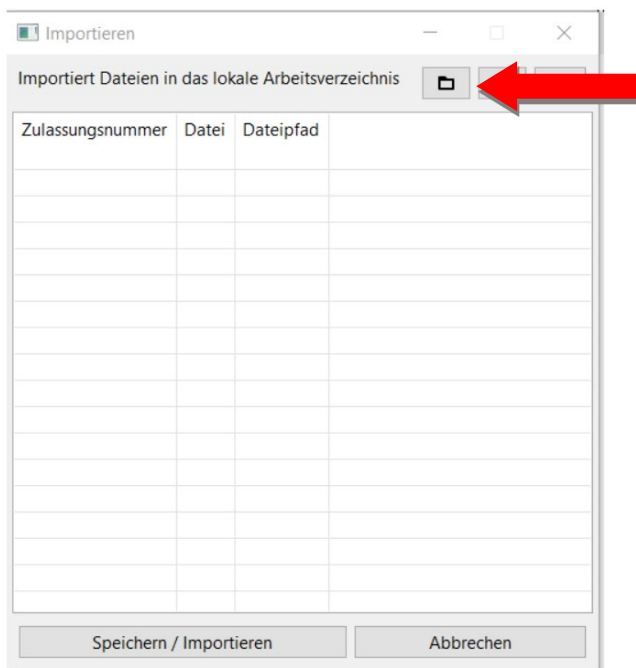 Importieren
Importiert Dateien in das lokale Arbeitsverzeichnis
Zulassungsnummer Datei Dateipfad
Speichern / Importieren Abbrechen